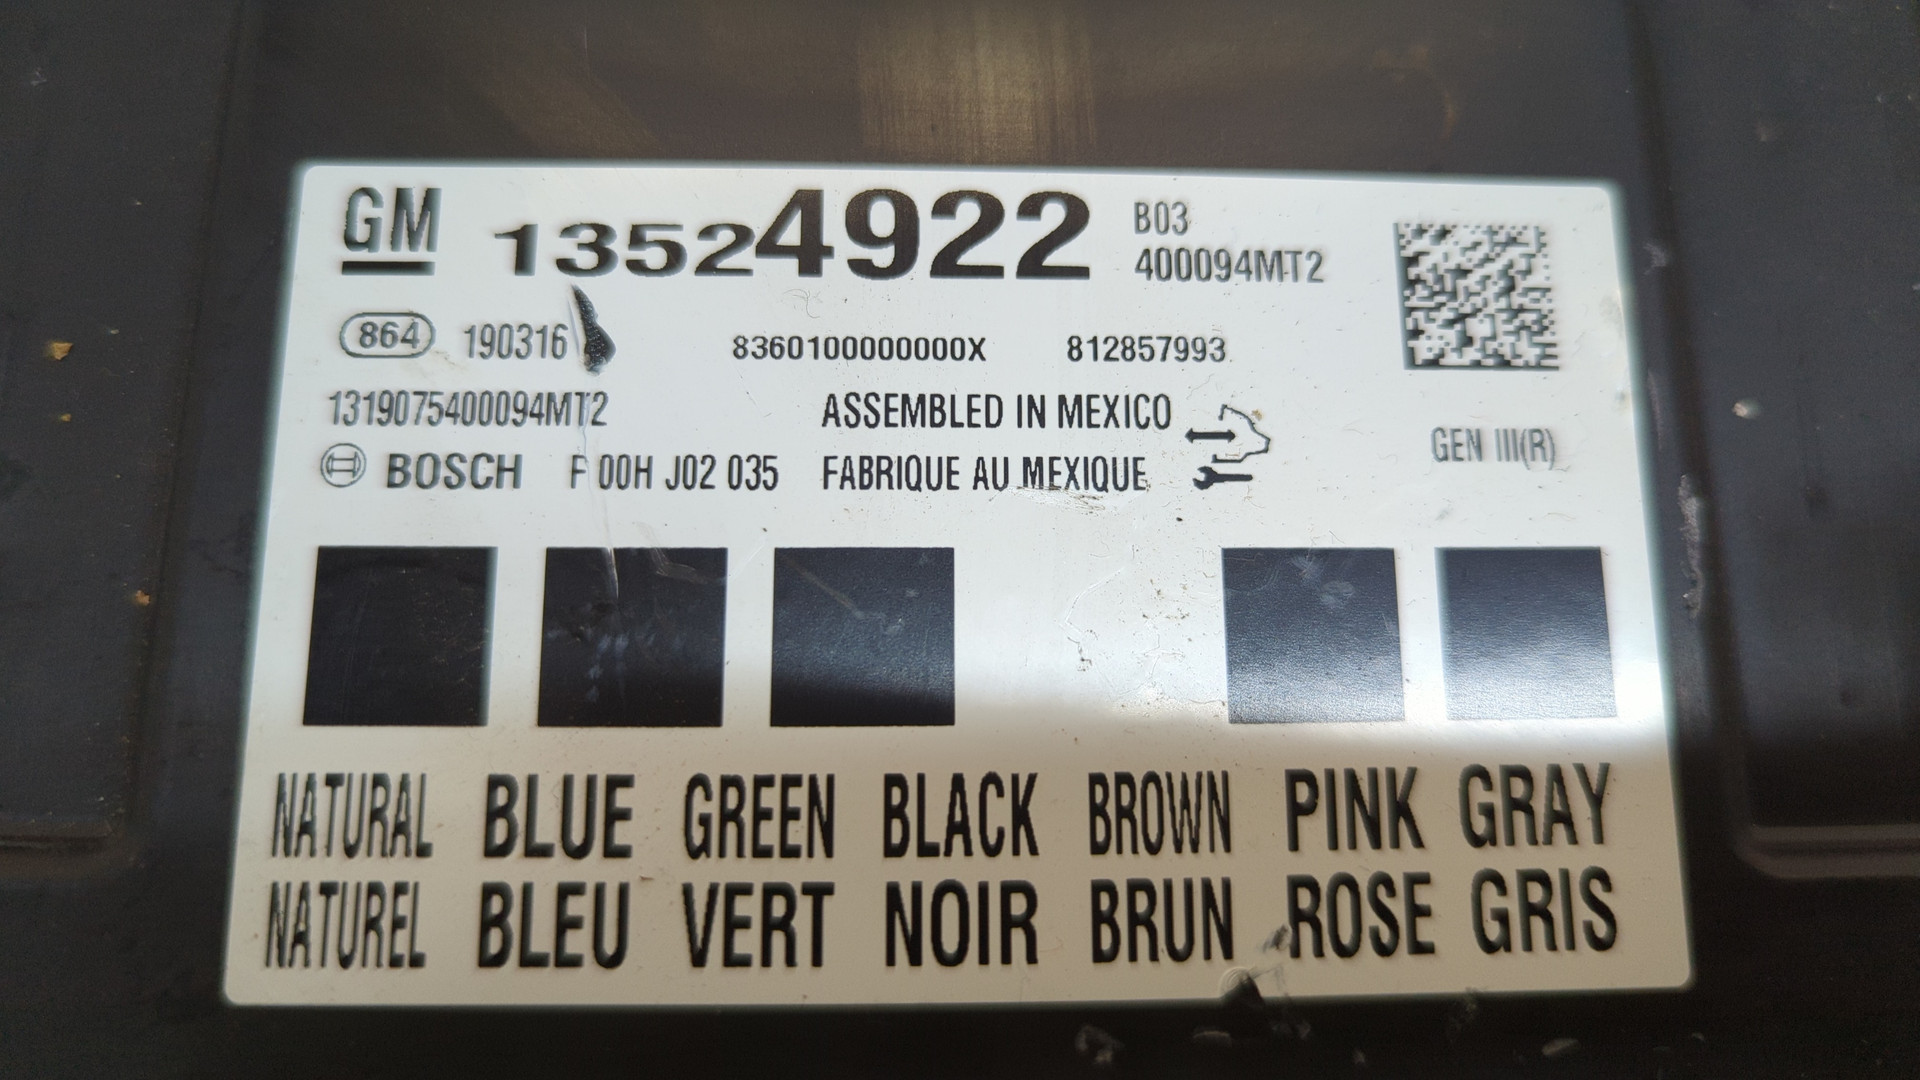 GM 13524922 B03
400094MT2
864 190316 8360100000000X 812857993
1319075400094MT2 ASSEMBLED IN MEXICO
GEN III(R)
BOSCH F 00H J02 035 FABRIQUE AU MEXIQUE
NATURAL BLUE GREEN BLACK BROWN PINK GRAY
NATUREL BLEU VERT NOIR BRUN ROSE GRIS